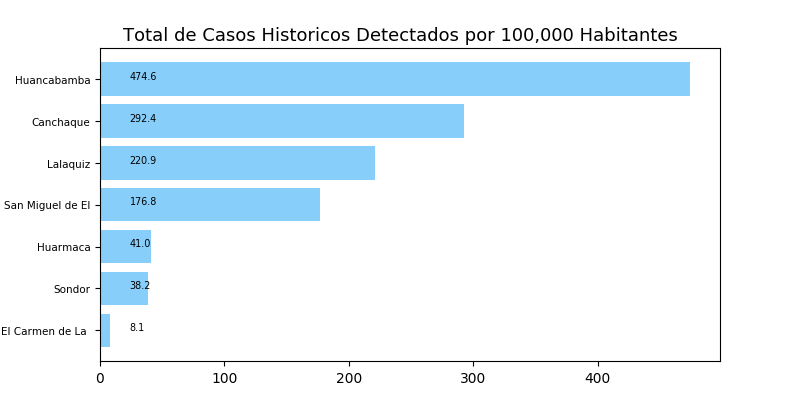 Total de Casos Historicos Detectados por 100,000 Habitantes
Huancabamba 474.6
Canchaque 292.4
Lalaquiz 220.9
San Miguel de El 176.8
Huarmaca 41.0
Sondor 38.2
El Carmen de La 8.1
0 100 200 300 400